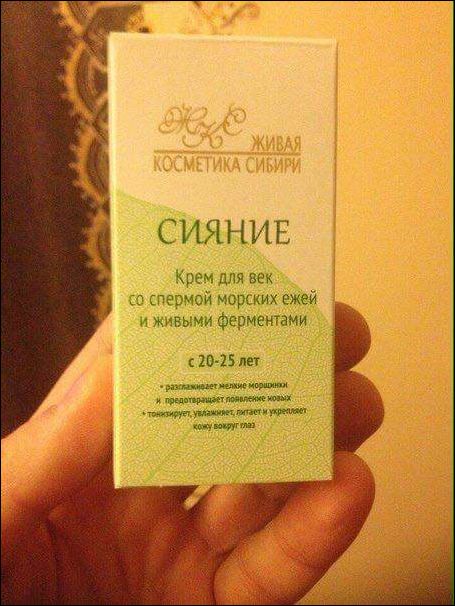 ЖКС
ЖИВАЯ
КОСМЕТИКА СИБИРИ
СИЯНИЕ
Крем для век
со спермой морских ежей
и живыми ферментами
с 20-25 лет
• разглаживает мелкие морщинки
и предотвращает появление новых
• тонизирует, увлажняет, питает и укрепляет
кожу вокруг глаз